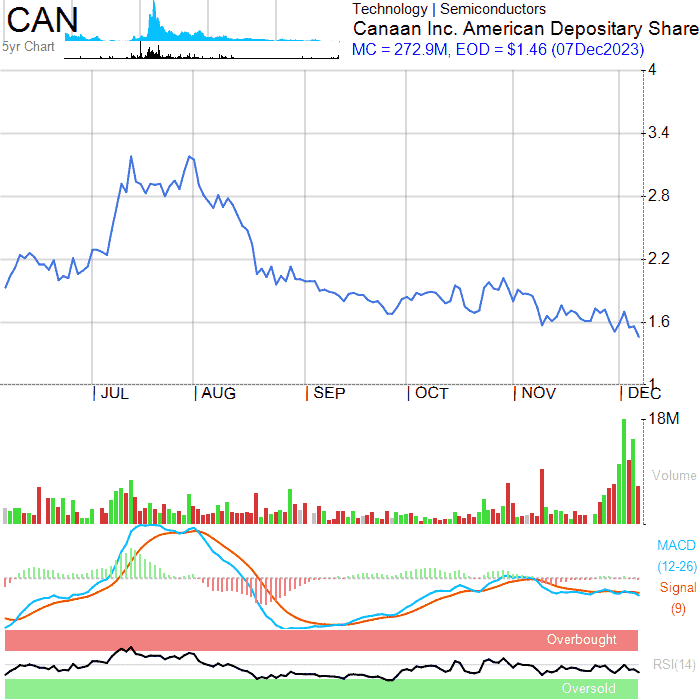 CAN
5yr Chart
Technology | Semiconductors
Canaan Inc. American Depositary Share
MC = 272.9M, EOD = $1.46 (07Dec2023)
4
3.4
2.8
2.2
1.6
1
JUL
AUG
SEP
OCT
NOV
DEC
18M
Volume
MACD
(12-26)
Signal
(9)
Overbought
RSI(14)
Oversold